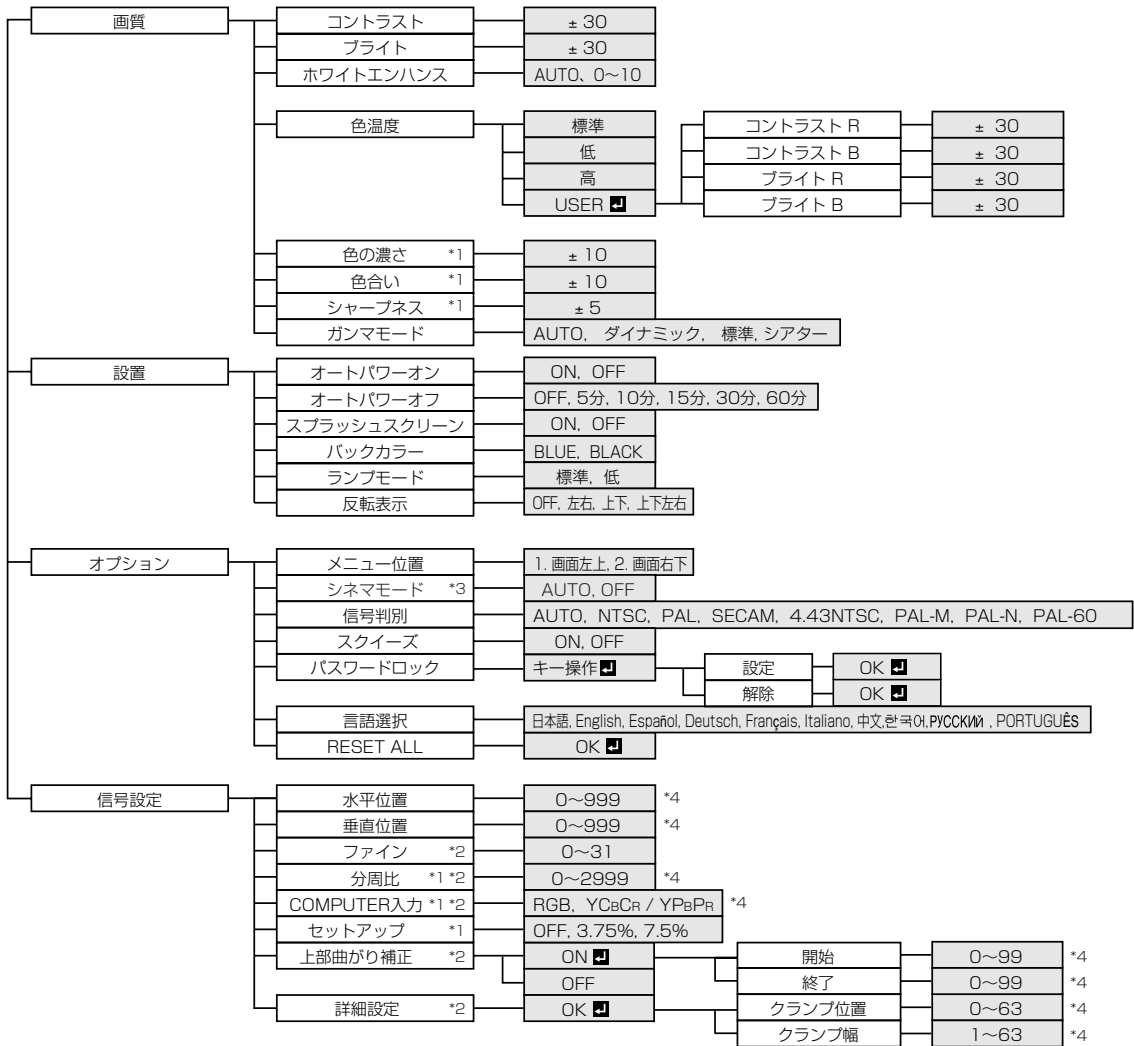 画質 コントラスト ± 30
ブライト ± 30
ホワイトエンハンス AUTO、0～10
色温度 標準 コントラスト R ± 30
低 コントラスト B ± 30
高 ブライト R ± 30
USER ブライト B ± 30
色の濃さ *1 ± 10
色合い *1 ± 10
シャープネス *1 ± 5
ガンマモード AUTO, ダイナミック, 標準, シアター
設置 オートパワーオン ON, OFF
オートパワーオフ OFF, 5分, 10分, 15分, 30分, 60分
スプラッシュスクリーン ON, OFF
バックカラー BLUE, BLACK
ランプモード 標準, 低
反転表示 OFF, 左右, 上下, 上下左右
オプション メニュー位置 1. 画面左上, 2. 画面右下
シネマモード *3 AUTO, OFF
信号判別 AUTO, NTSC, PAL, SECAM, 4.43NTSC, PAL-M, PAL-N, PAL-60
スクイーズ ON, OFF
パスワードロック キー操作 設定 OK
解除 OK
言語選択 日本語, English, Español, Deutsch, Français, Italiano, 中文,한국어,РУССКИЙ , PORTUGUÊS
RESET ALL OK
信号設定 水平位置 0～999 *4
垂直位置 0～999 *4
ファイン *2 0～31
分周比 *1 *2 0～2999 *4
COMPUTER入力 *1 *2 RGB, YCBCR / YPBPR *4
セットアップ *1 OFF, 3.75%, 7.5%
上部曲がり補正 *2 ON 開始 0～99 *4
OFF 終了 0～99 *4
詳細設定 *2 OK クランプ位置 0～63 *4
クランプ幅 1～63 *4